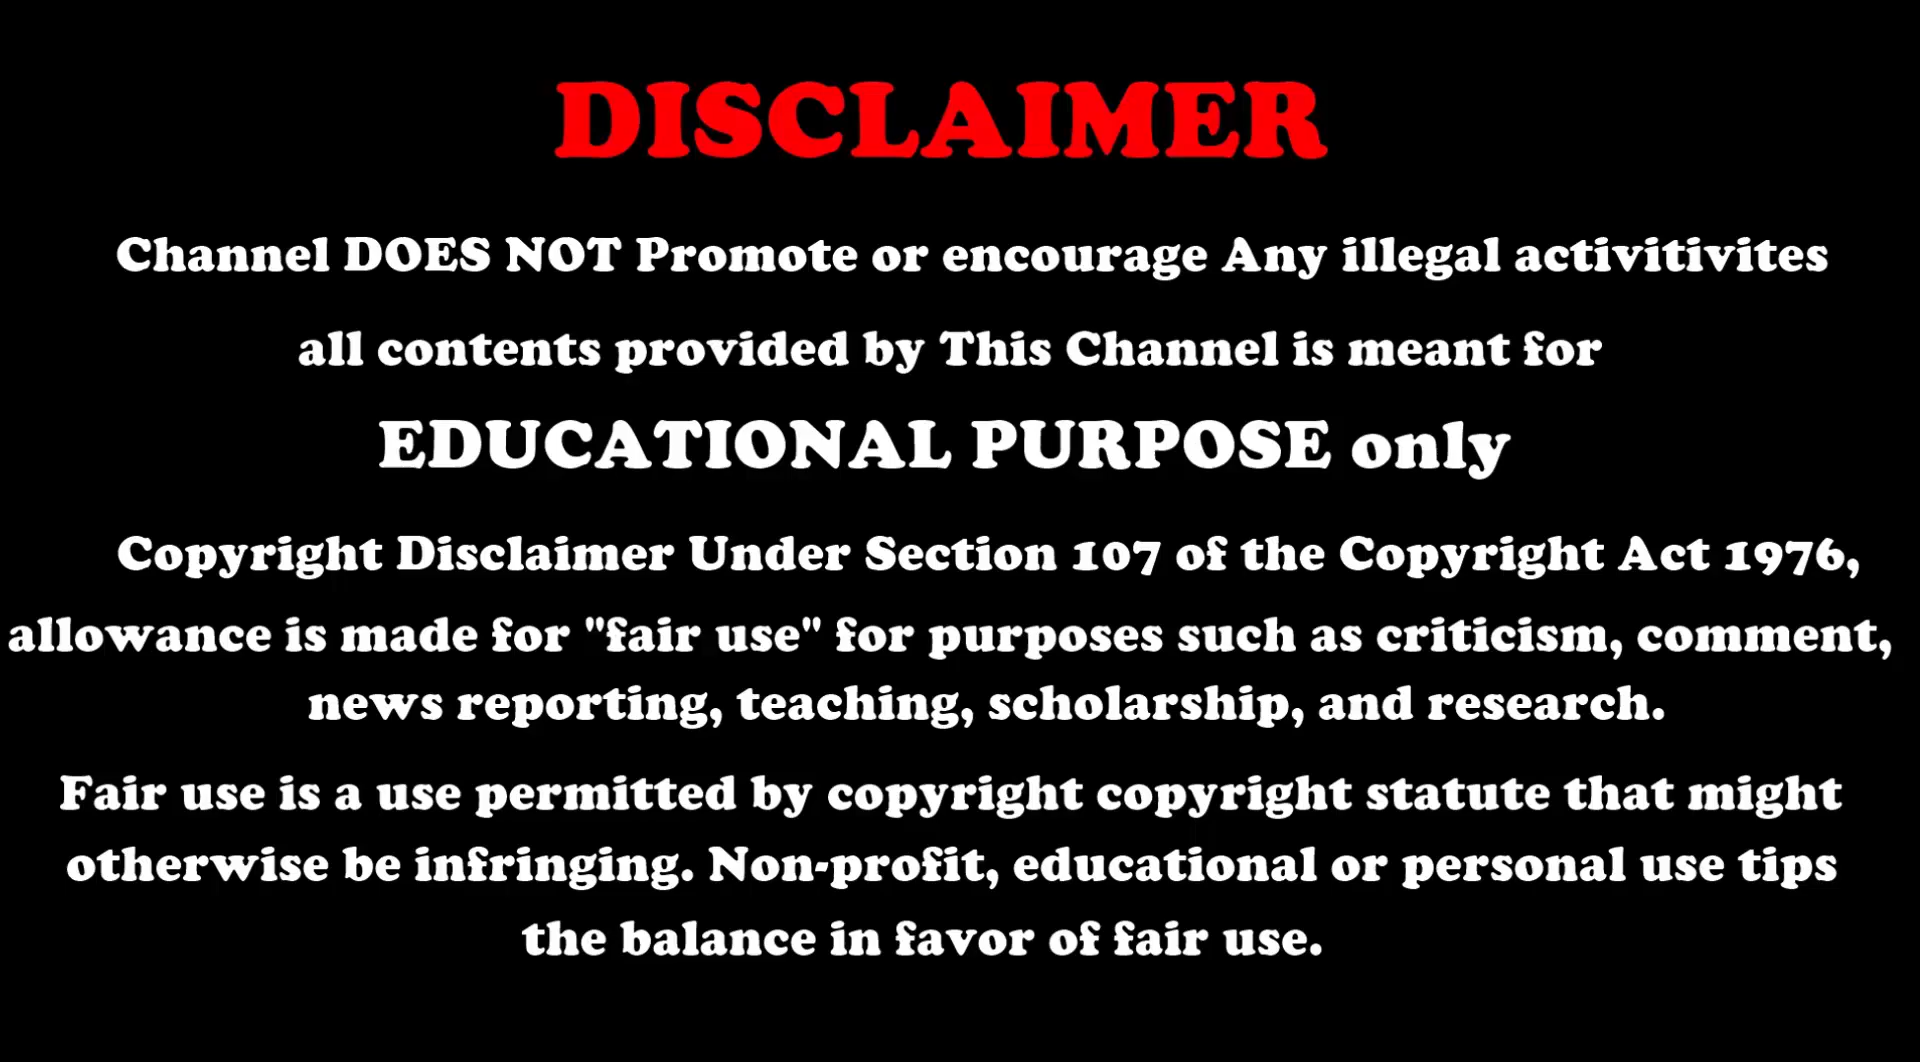 DISCLAIMER
Channel DOES NOT Promote or encourage Any illegal activitivites
all contents provided by This Channel is meant for
EDUCATIONAL PURPOSE only
Copyright Disclaimer Under Section 107 of the Copyright Act 1976,
allowance is made for "fair use" for purposes such as criticism, comment,
news reporting, teaching, scholarship, and research.
Fair use is a use permitted by copyright copyright statute that might
otherwise be infringing. Non-profit, educational or personal use tips
the balance in favor of fair use.